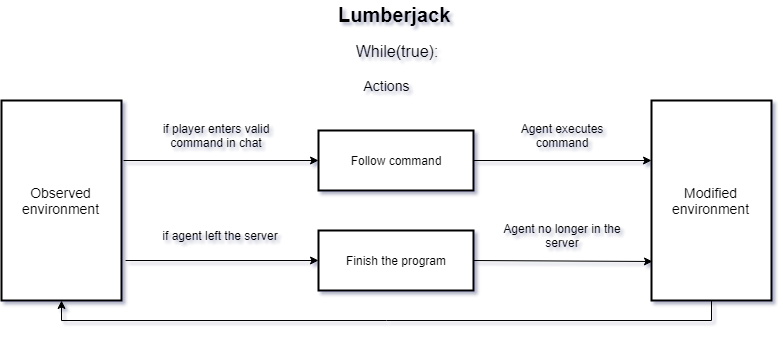 Lumberjack
While(true):
Actions
if player enters valid
command in chat
Agent executes
command
Follow command
Observed
environment
Modified
environment
if agent left the server
Agent no longer in the
server
Finish the program